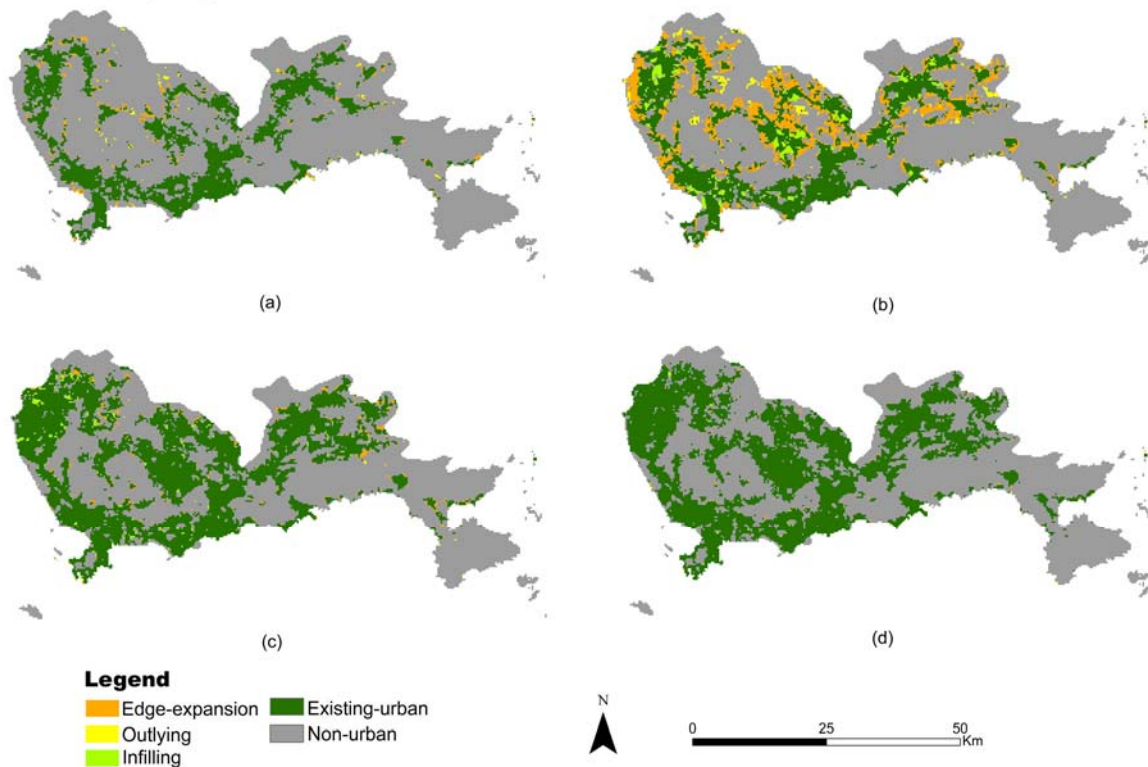 (a)
(b)
(c)
(d)
Legend
Edge-expansion
Existing-urban
Outlying
Non-urban
Infilling
N
0
25
50
Km